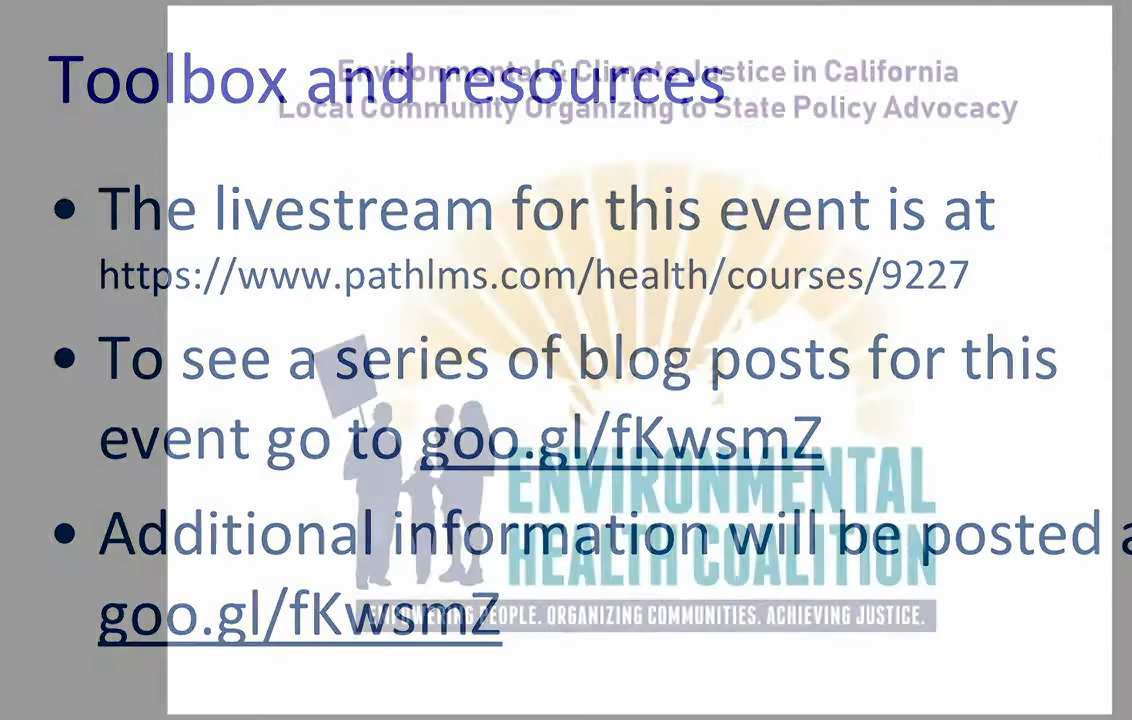 Toolbox and resources
Environmental & Climate Justice in California
Local Community Organizing to State Policy Advocacy
• The livestream for this event is at
https://www.pathlms.com/health/courses/9227
• To see a series of blog posts for this
event go to goo.gl/fKwsmZ
• Additional information will be posted a
goo.gl/fKwsmZ
ENVIRONMENTAL
HEALTH COALITION
EMPOWERING PEOPLE. ORGANIZING COMMUNITIES. ACHIEVING JUSTICE.